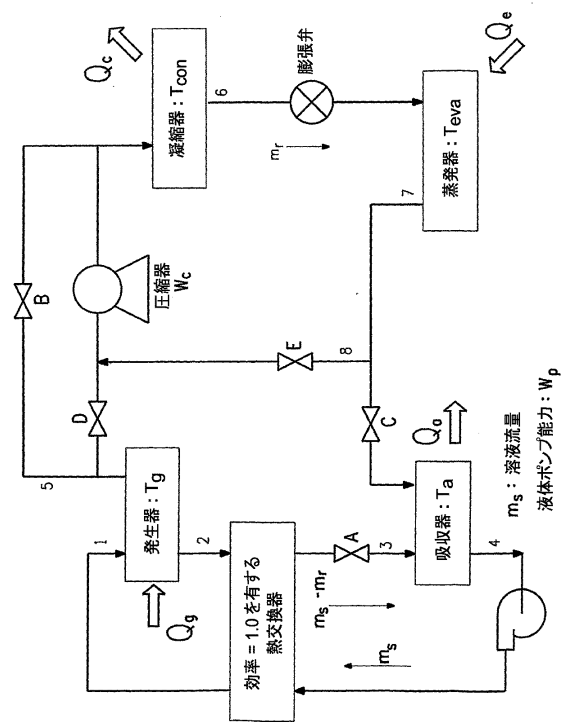 Qc
凝縮器：Tcon
6
膨張弁
mr
Qe
蒸発器：Teva
7
B
圧縮器
Wc
D
E
8
C
5
1
発生器：Tg
Qg
2
効率＝1.0を有する
熱交換器
A
3
ms-mr
ms
Qa
吸収器：Ta
4
ms：溶液流量
液体ポンプ能力：Wp